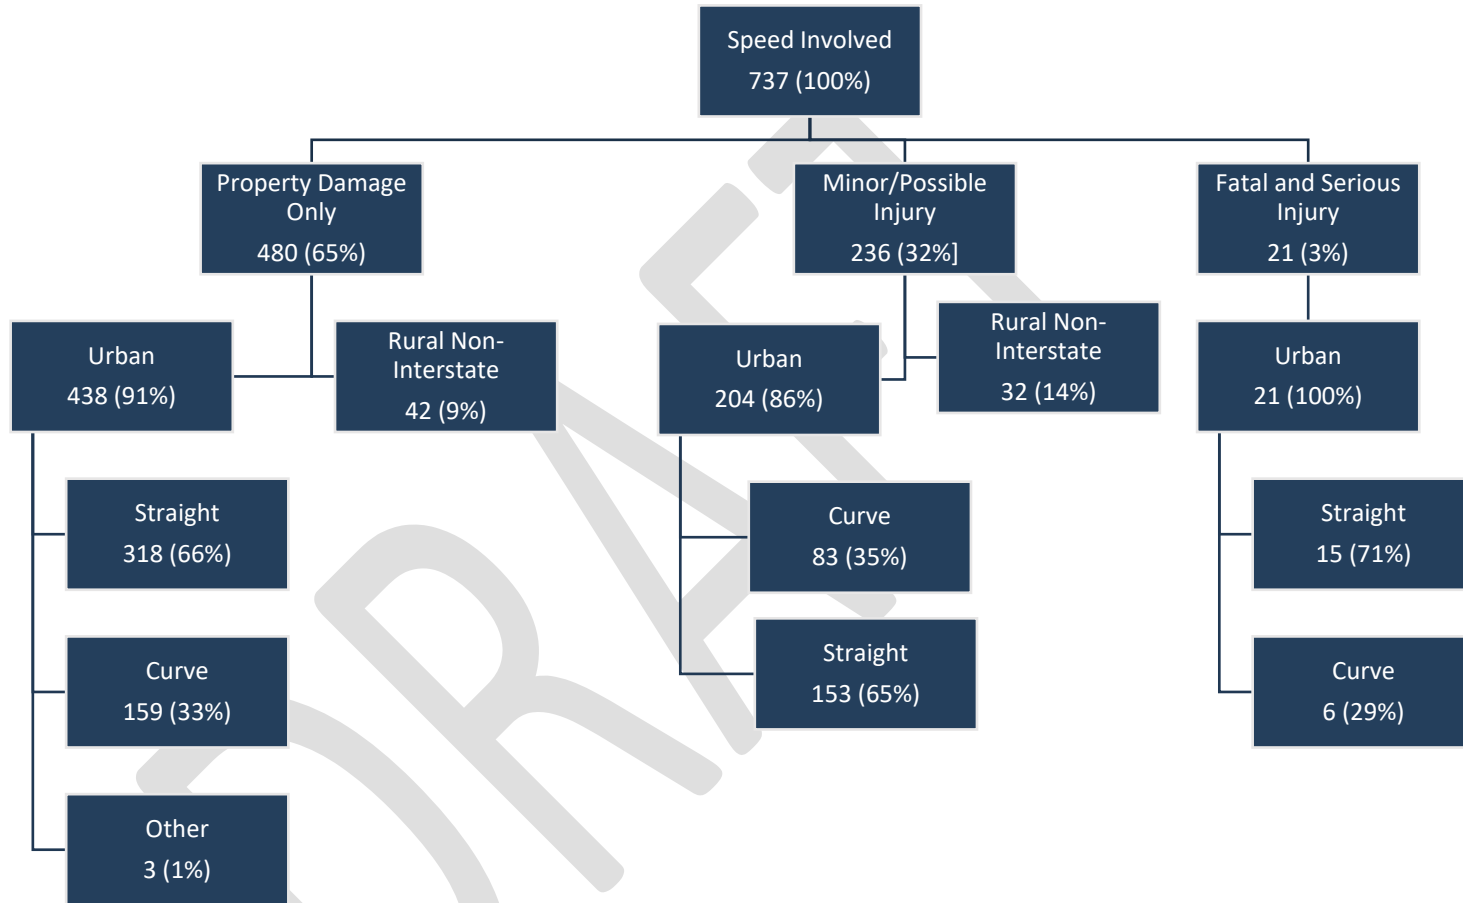 Speed Involved
737 (100%)
Property Damage
Only
480 (65%)
Minor/Possible
Injury
236 (32%]
Fatal and Serious
Injury
21 (3%)
Urban
438 (91%)
Rural Non-
Interstate
42 (9%)
Urban
204 (86%)
Rural Non-
Interstate
32 (14%)
Urban
21 (100%)
Straight
318 (66%)
Curve
159 (33%)
Other
3 (1%)
Curve
83 (35%)
Straight
153 (65%)
Straight
15 (71%)
Curve
6 (29%)
DRAFT